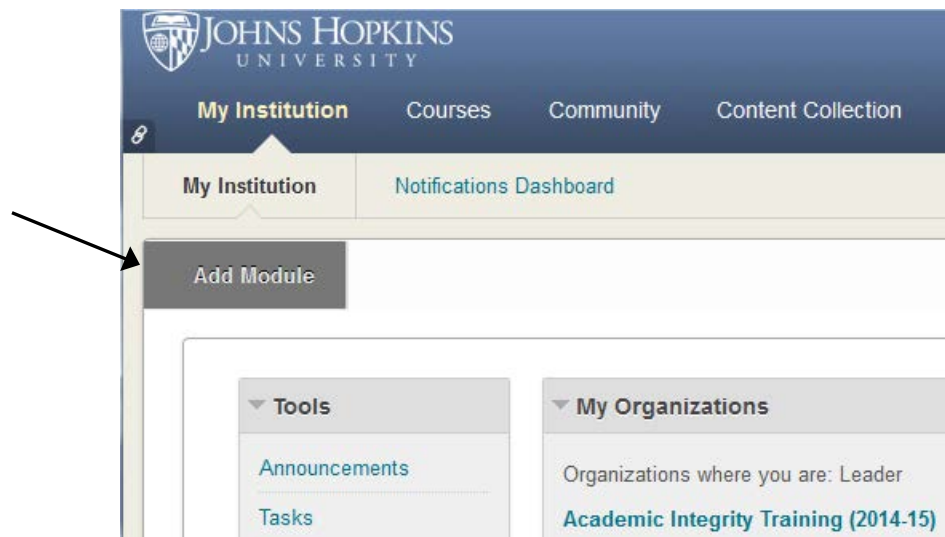 JOHNS HOPKINS
UNIVERSITY
My Institution Courses Community Content Collection
My Institution Notifications Dashboard
Add Module
Tools
Announcements
Tasks
My Organizations
Organizations where you are: Leader
Academic Integrity Training (2014-15)